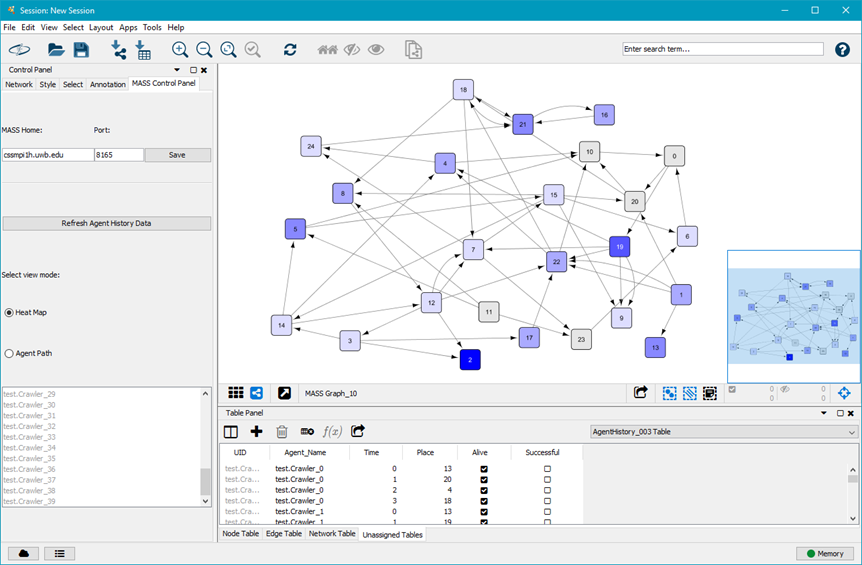 Session: New Session
File Edit View Select Layout Apps Tools Help
Enter search term...
Control Panel
Network Style Select Annotation MASS Control Panel
MASS Home: Port:
cssmpi1h.uwb.edu 8165 Save
Refresh Agent History Data
Select view mode:
Heat Map
Agent Path
test.Crawler_29
test.Crawler_30
test.Crawler_31
test.Crawler_32
test.Crawler_33
test.Crawler_34
test.Crawler_35
test.Crawler_36
test.Crawler_37
test.Crawler_38
test.Crawler_39
18
21
16
24
4
10
0
8
15
20
5
6
7
19
22
1
12
11
14
9
3
17
23
2
13
MASS Graph_10
0 0
0 0
Table Panel
f(x)
AgentHistory_003 Table
UID Agent_Name Time Place Alive Successful
test.Cra... test.Crawler_0 0 13
test.Cra... test.Crawler_0 1 20
test.Cra... test.Crawler_0 2 4
test.Cra... test.Crawler_0 3 18
test.Cra... test.Crawler_1 0 13
test.Cra... test.Crawler_1 1 19
Node Table Edge Table Network Table Unassigned Tables
Memory